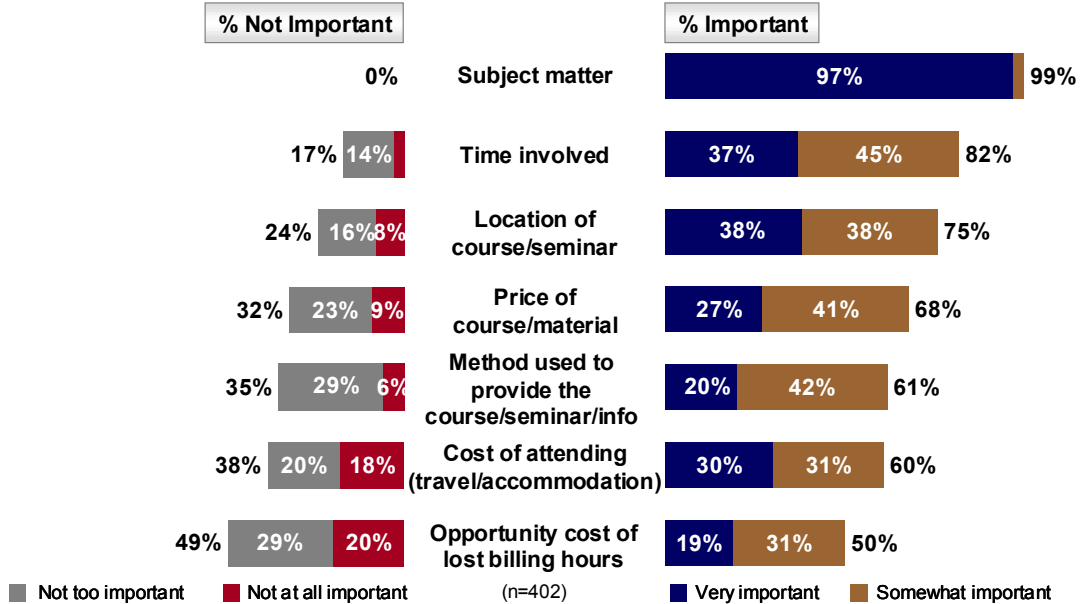 % Not Important
% Important
0%
Subject matter
97%
99%
17%
14%
Time involved
37%
45%
82%
24%
16%
8%
Location of
course/seminar
38%
38%
75%
32%
23%
9%
Price of
course/material
27%
41%
68%
35%
29%
6%
Method used to
provide the
course/seminar/info
20%
42%
61%
38%
20%
18%
Cost of attending
(travel/accommodation)
30%
31%
60%
49%
29%
20%
Opportunity cost of
lost billing hours
19%
31%
50%
Not too important
Not at all important
(n=402)
Very important
Somewhat important